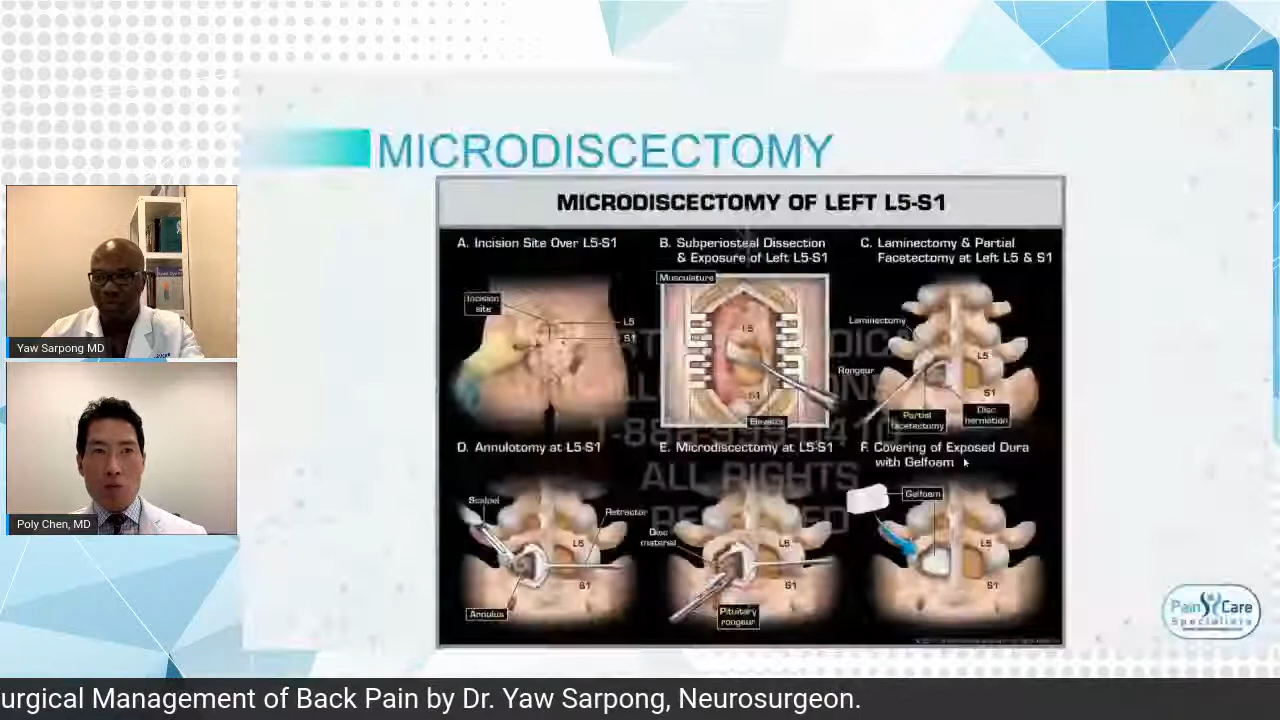 MICRODISCECTOMY
MICRODISCECTOMY OF LEFT L5-S1
A. Incision Site Over L5-S1
Incision
site
L5
S1
B. Subperiosteal Dissection
& Exposure of Left L5-S1
Musculature
L5
S1
Elevator
C. Laminectomy & Partial
Facetectomy at Left L5 & S1
Laminectomy
Rongeur
L5
S1
Partial
facetectomy
Disc
herniation
D. Annulotomy at L5-S1
Scalpel
Retractor
L5
S1
Annulus
E. Microdiscectomy at L5-S1
Disc
material
L5
S1
Pituitary
rongeur
F. Covering of Exposed Dura
with Gelfoam
Gelfoam
L5
S1
ALL RIGHTS
Yaw Sarpong MD
Poly Chen, MD
Pain Care
Specialists
urgical Management of Back Pain by Dr. Yaw Sarpong, Neurosurgeon.